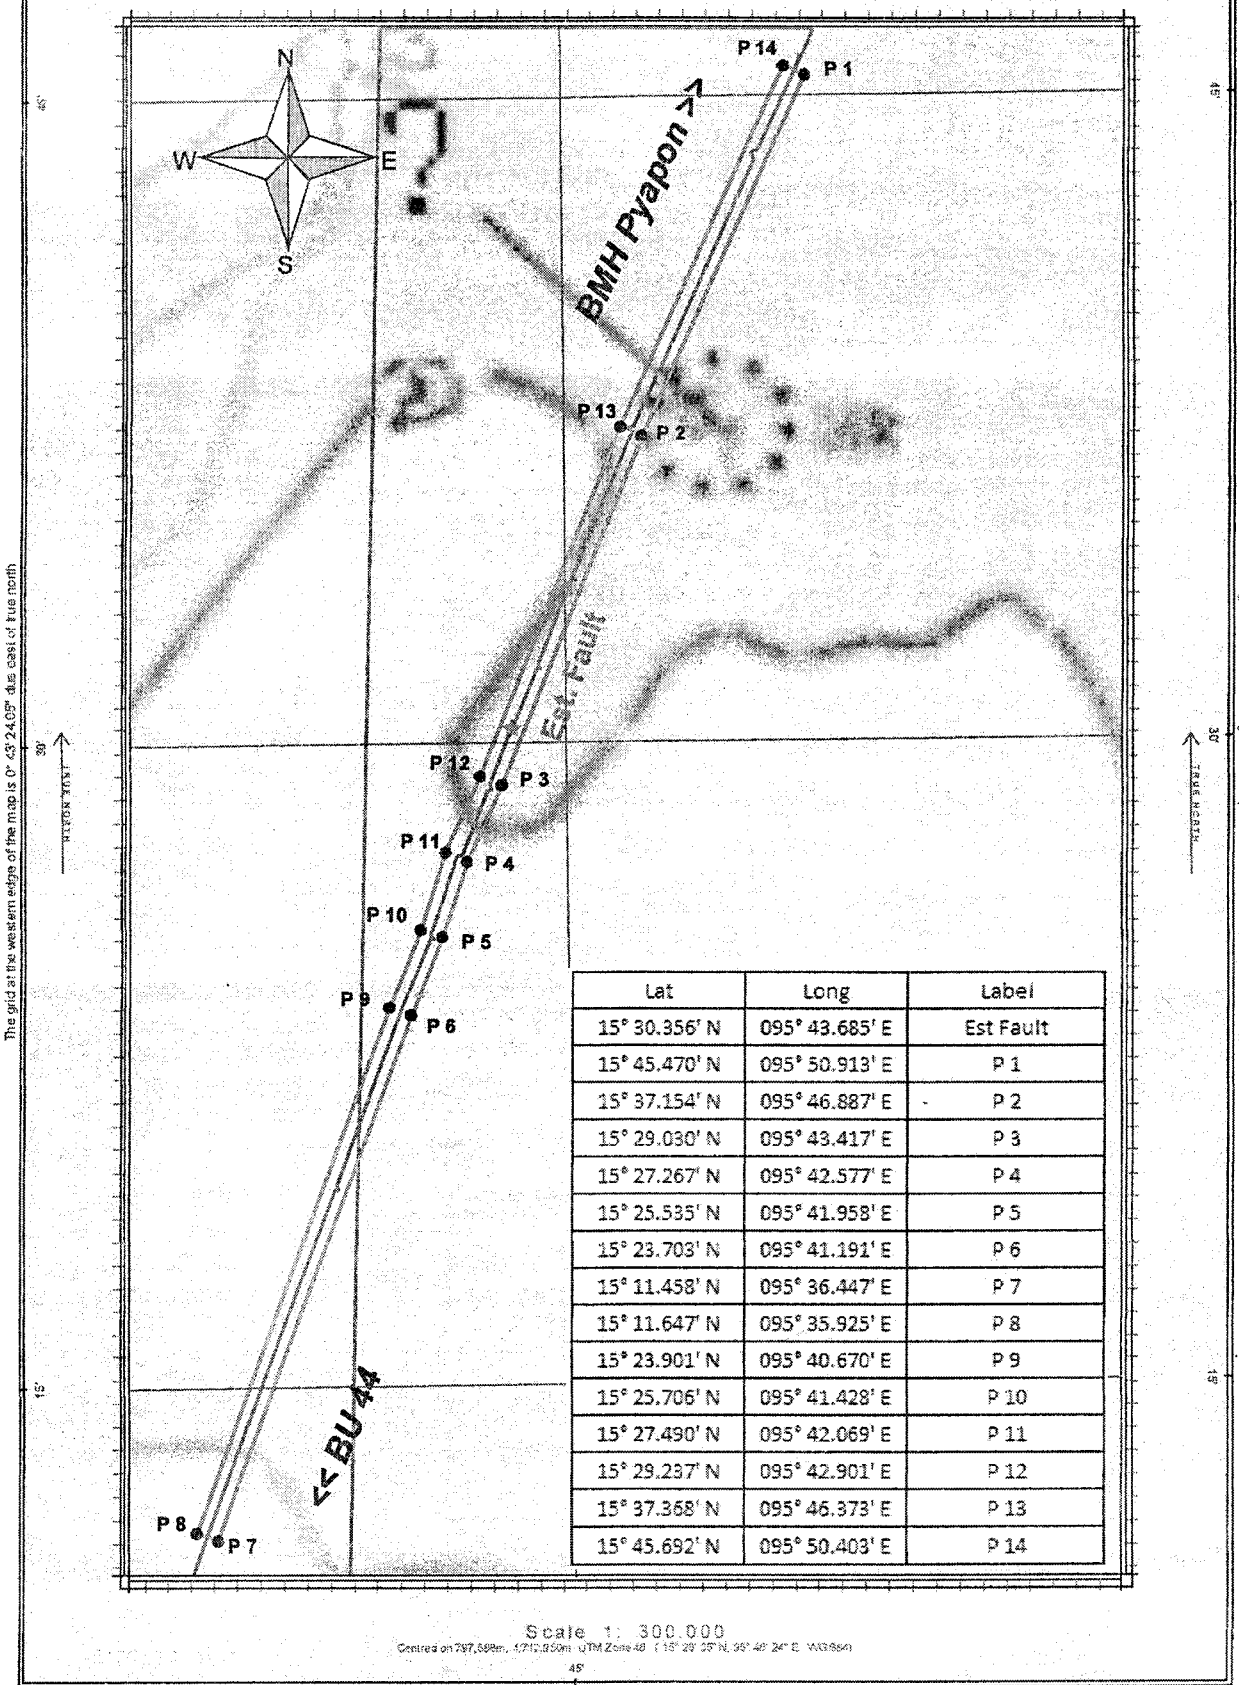 N
W E
S
P 14
P 1
BMH Pyapon >>
45'
P 13
P 2
Est. Fault
The grid at the western edge of the map is 0° 43' 24.05" due east of true north
TRUE NORTH
TRUE NORTH
30'
P 12
P 3
P 11
P 4
P 10
P 5
P 9
P 6
Lat Long Label
15° 30.356' N 095° 43.685' E Est Fault
15° 45.470' N 095° 50.913' E P 1
15° 37.154' N 095° 46.887' E P 2
15° 29.030' N 095° 43.417' E P 3
15° 27.267' N 095° 42.577' E P 4
15° 25.535' N 095° 41.958' E P 5
15° 23.703' N 095° 41.191' E P 6
15° 11.458' N 095° 36.447' E P 7
15° 11.647' N 095° 35.925' E P 8
15° 23.901' N 095° 40.670' E P 9
15° 25.706' N 095° 41.428' E P 10
15° 27.490' N 095° 42.069' E P 11
15° 29.237' N 095° 42.901' E P 12
15° 37.368' N 095° 46.373' E P 13
15° 45.692' N 095° 50.403' E P 14
15'
<< BU 44
P 8
P 7
Scale 1: 300.000
Centred on
45'